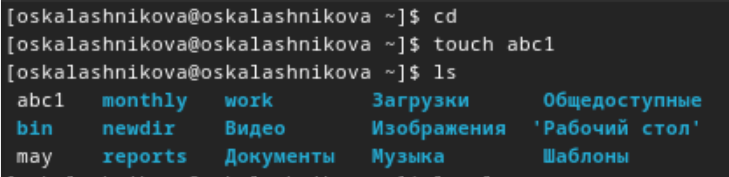 [oskalashnikova@oskalashnikova ~]$ cd
[oskalashnikova@oskalashnikova ~]$ touch abc1
[oskalashnikova@oskalashnikova ~]$ ls
abc1 monthly work Загрузки Общедоступные
bin newdir Видео Изображения 'Рабочий стол'
may reports Документы Музыка Шаблоны